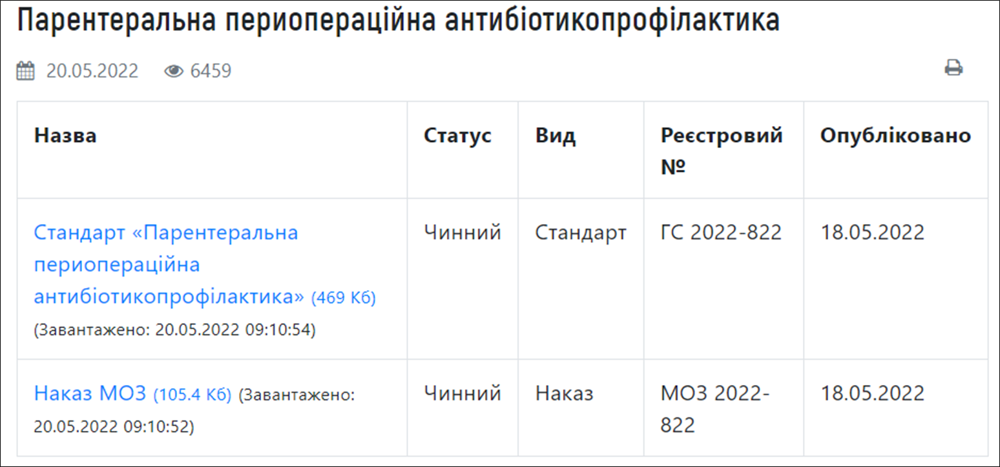 Парентеральна периопераційна антибіотикопрофілактика
20.05.2022 6459
Назва Статус Вид Реєстровий № Опубліковано
Стандарт «Парентеральна
периопераційна
антибіотикопрофілактика» (469 Кб)
(Завантажено: 20.05.2022 09:10:54)
Чинний Стандарт ГС 2022-822 18.05.2022
Наказ МОЗ (105.4 Кб) (Завантажено:
20.05.2022 09:10:52)
Чинний Наказ МОЗ 2022-
822
18.05.2022